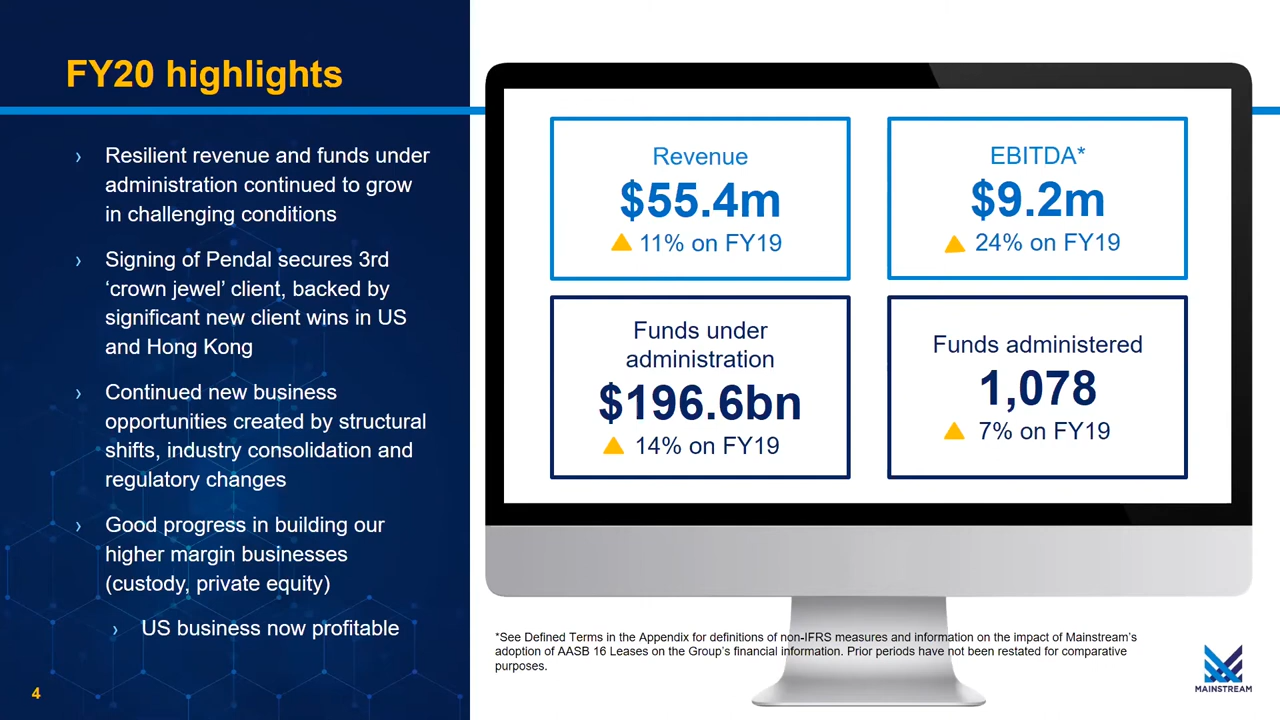 FY20 highlights
› Resilient revenue and funds under
administration continued to grow
in challenging conditions
› Signing of Pendal secures 3rd
‘crown jewel’ client, backed by
significant new client wins in US
and Hong Kong
› Continued new business
opportunities created by structural
shifts, industry consolidation and
regulatory changes
› Good progress in building our
higher margin businesses
(custody, private equity)
› US business now profitable
4
Revenue
$55.4m
▲ 11% on FY19
EBITDA*
$9.2m
▲ 24% on FY19
Funds under
administration
$196.6bn
▲ 14% on FY19
Funds administered
1,078
▲ 7% on FY19
*See Defined Terms in the Appendix for definitions of non-IFRS measures and information on the impact of Mainstream’s
adoption of AASB 16 Leases on the Group’s financial information. Prior periods have not been restated for comparative
purposes.
MAINSTREAM